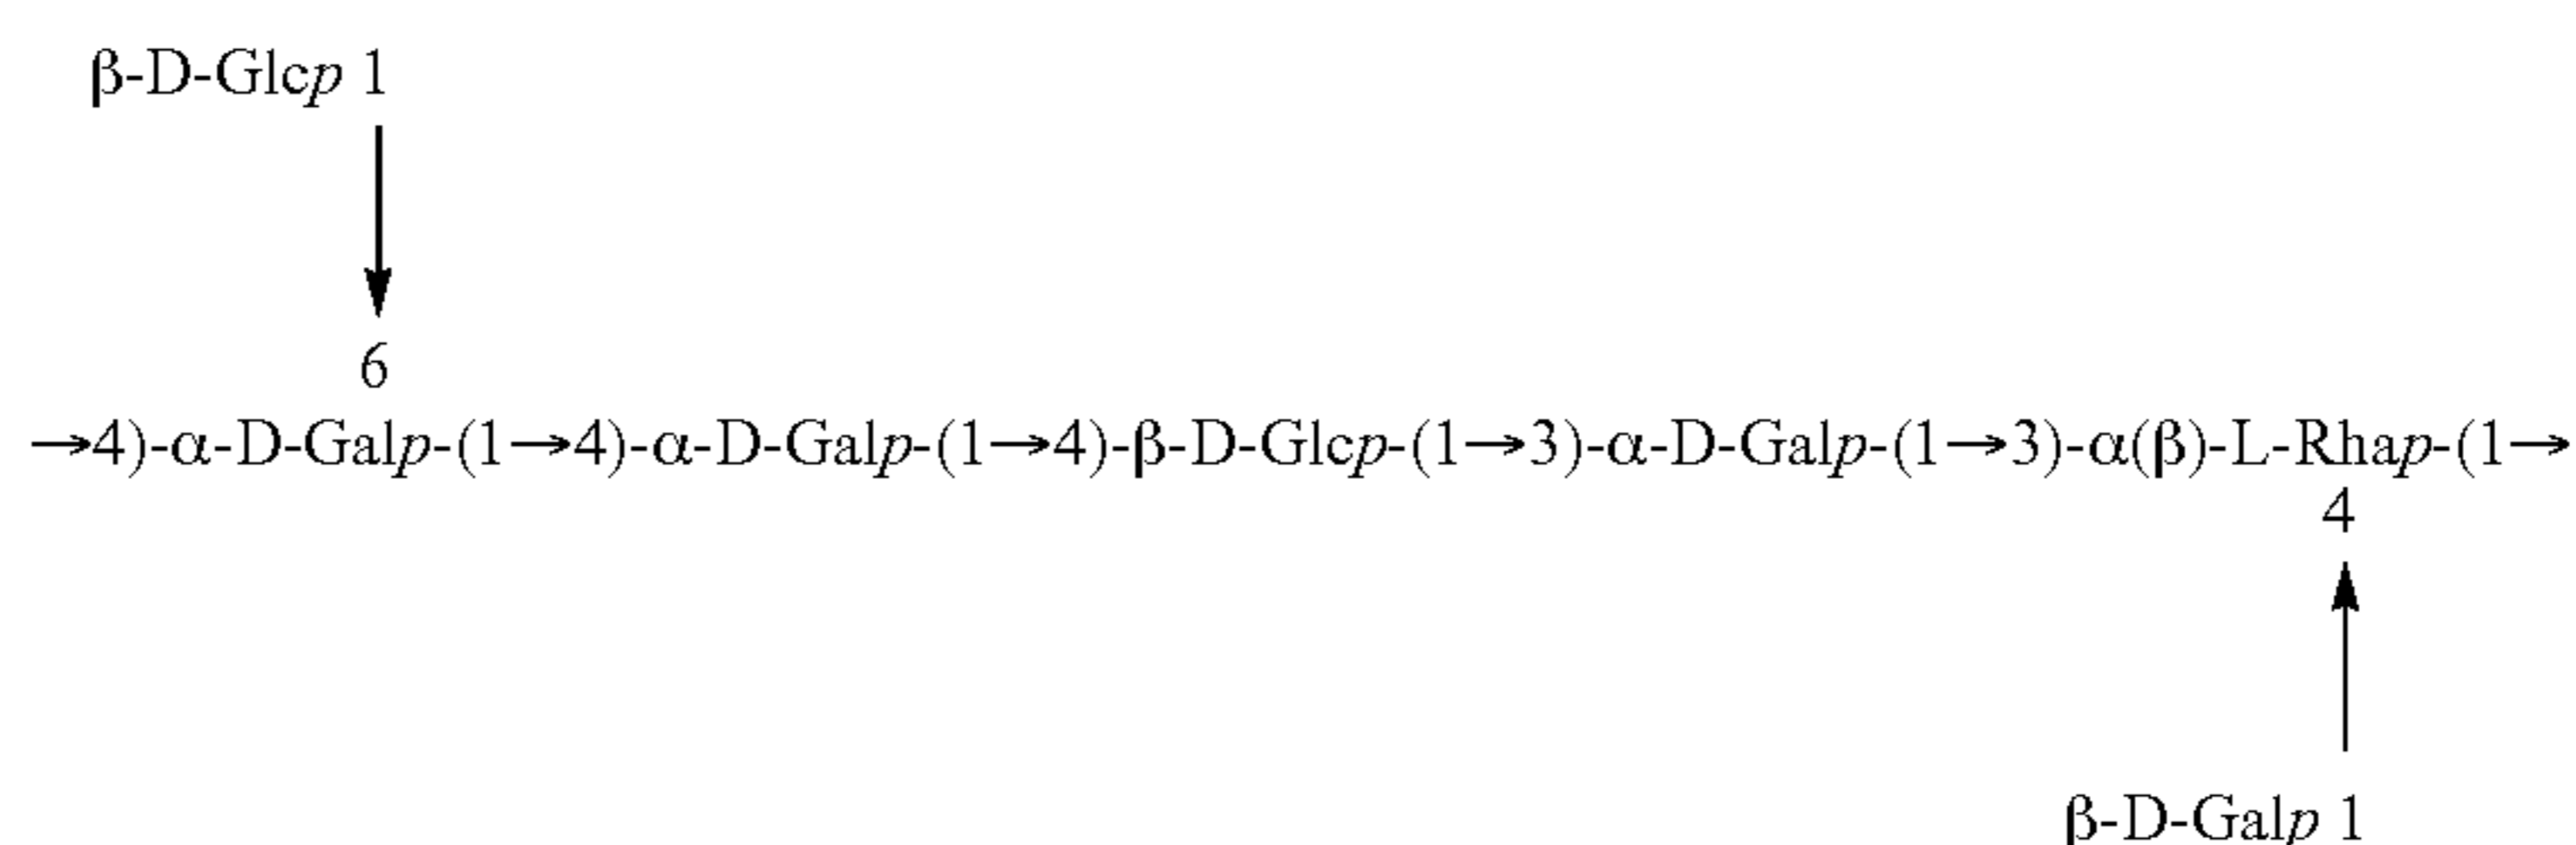 β-D-Glcp 1
6
→4)-α-D-Galp-(1→4)-α-D-Galp-(1→4)-β-D-Glcp-(1→3)-α-D-Galp-(1→3)-α(β)-L-Rhap-(1→
4
β-D-Galp 1